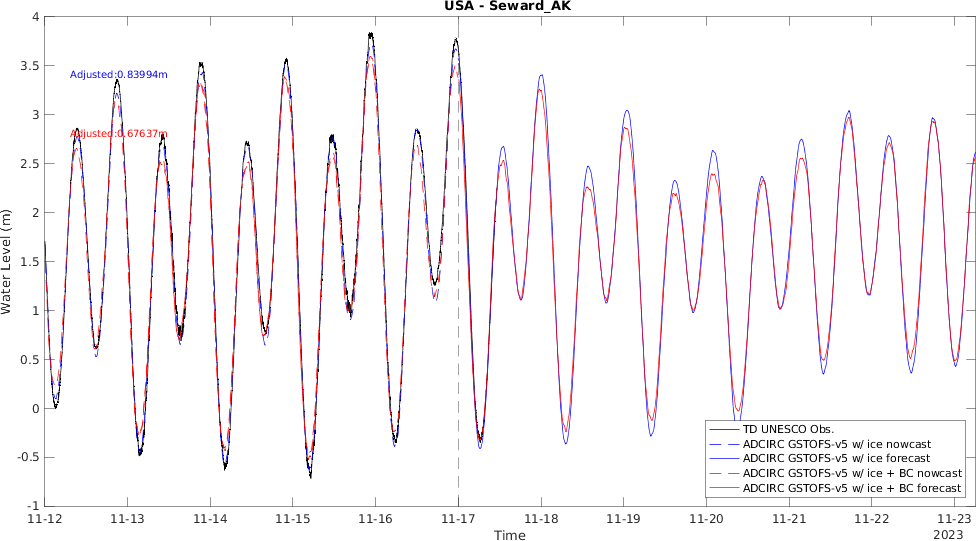 USA - Seward_AK
4
3.5
3
2.5
2
1.5
1
0.5
0
-0.5
-1
Water Level (m)
Adjusted:0.83994m
Adjusted:0.67637m
TD UNESCO Obs.
ADCIRC GSTOFS-v5 w/ ice nowcast
ADCIRC GSTOFS-v5 w/ ice forecast
ADCIRC GSTOFS-v5 w/ ice + BC nowcast
ADCIRC GSTOFS-v5 w/ ice + BC forecast
11-12 11-13 11-14 11-15 11-16 11-17 11-18 11-19 11-20 11-21 11-22 11-23
2023
Time